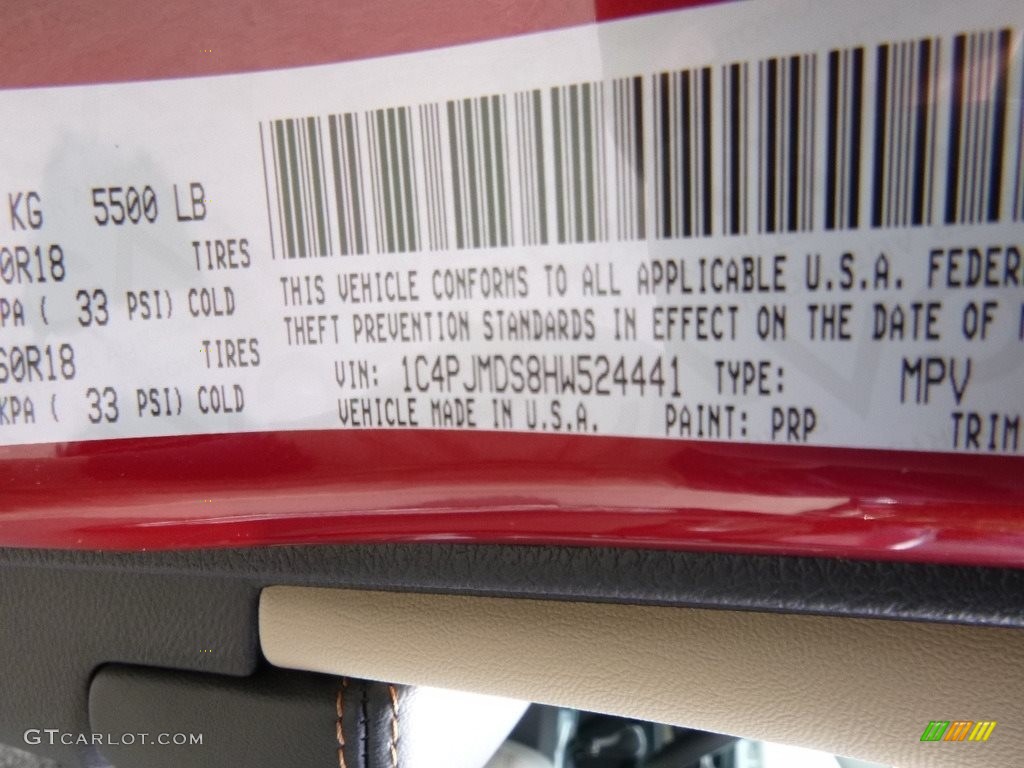 KG 5500 LB
0R18 TIRES
PA ( 33 PSI) COLD
60R18 TIRES
KPA ( 33 PSI) COLD
THIS VEHICLE CONFORMS TO ALL APPLICABLE U.S.A. FEDER
THEFT PREVENTION STANDARDS IN EFFECT ON THE DATE OF
VIN: 1C4PJMDS8HW524441 TYPE: MPV
VEHICLE MADE IN U.S.A. PAINT: PRP TRIM
GTCARLOT.COM